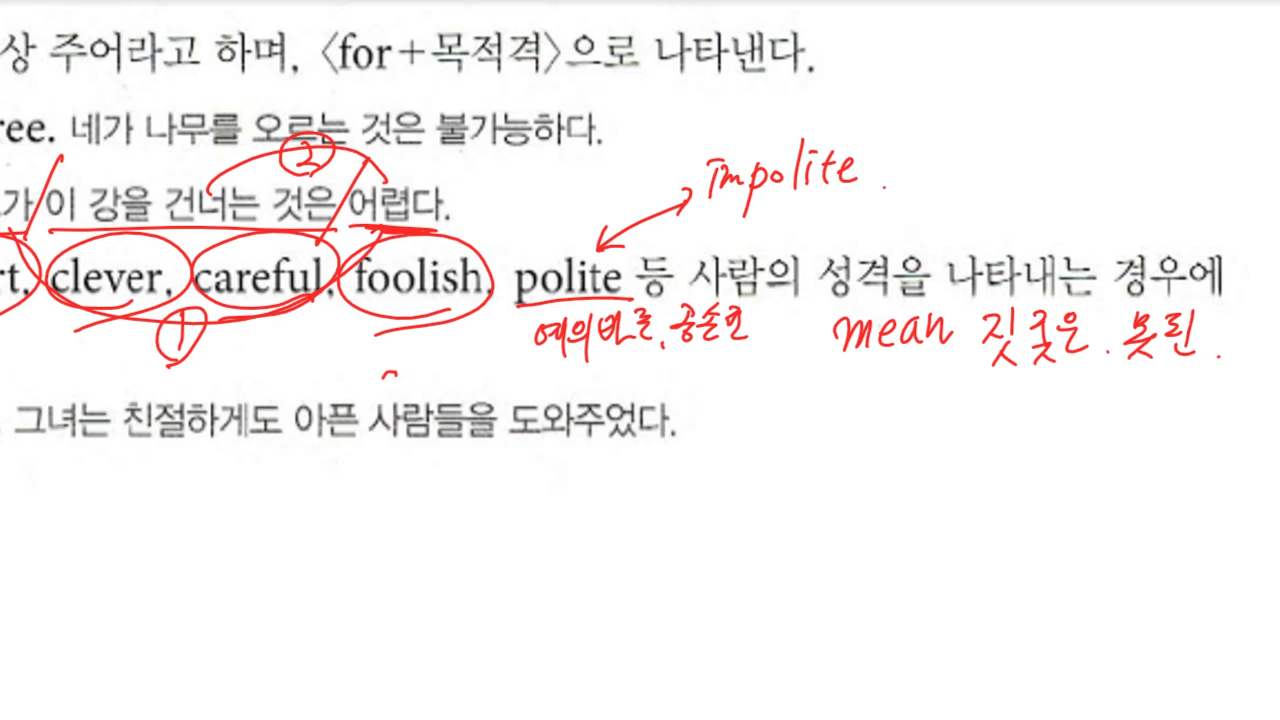 상 주어라고 하며, 〈for+목적격〉으로 나타낸다.
ree. 네가 나무를 오르는 것은 불가능하다.
②
impolite.
가 이 강을 건너는 것은 어렵다.
rt, clever, careful, foolish, polite 등 사람의 성격을 나타내는 경우에
①
예의바른, 공손한 mean 짓궂은. 못된.
. 그녀는 친절하게도 아픈 사람들을 도와주었다.